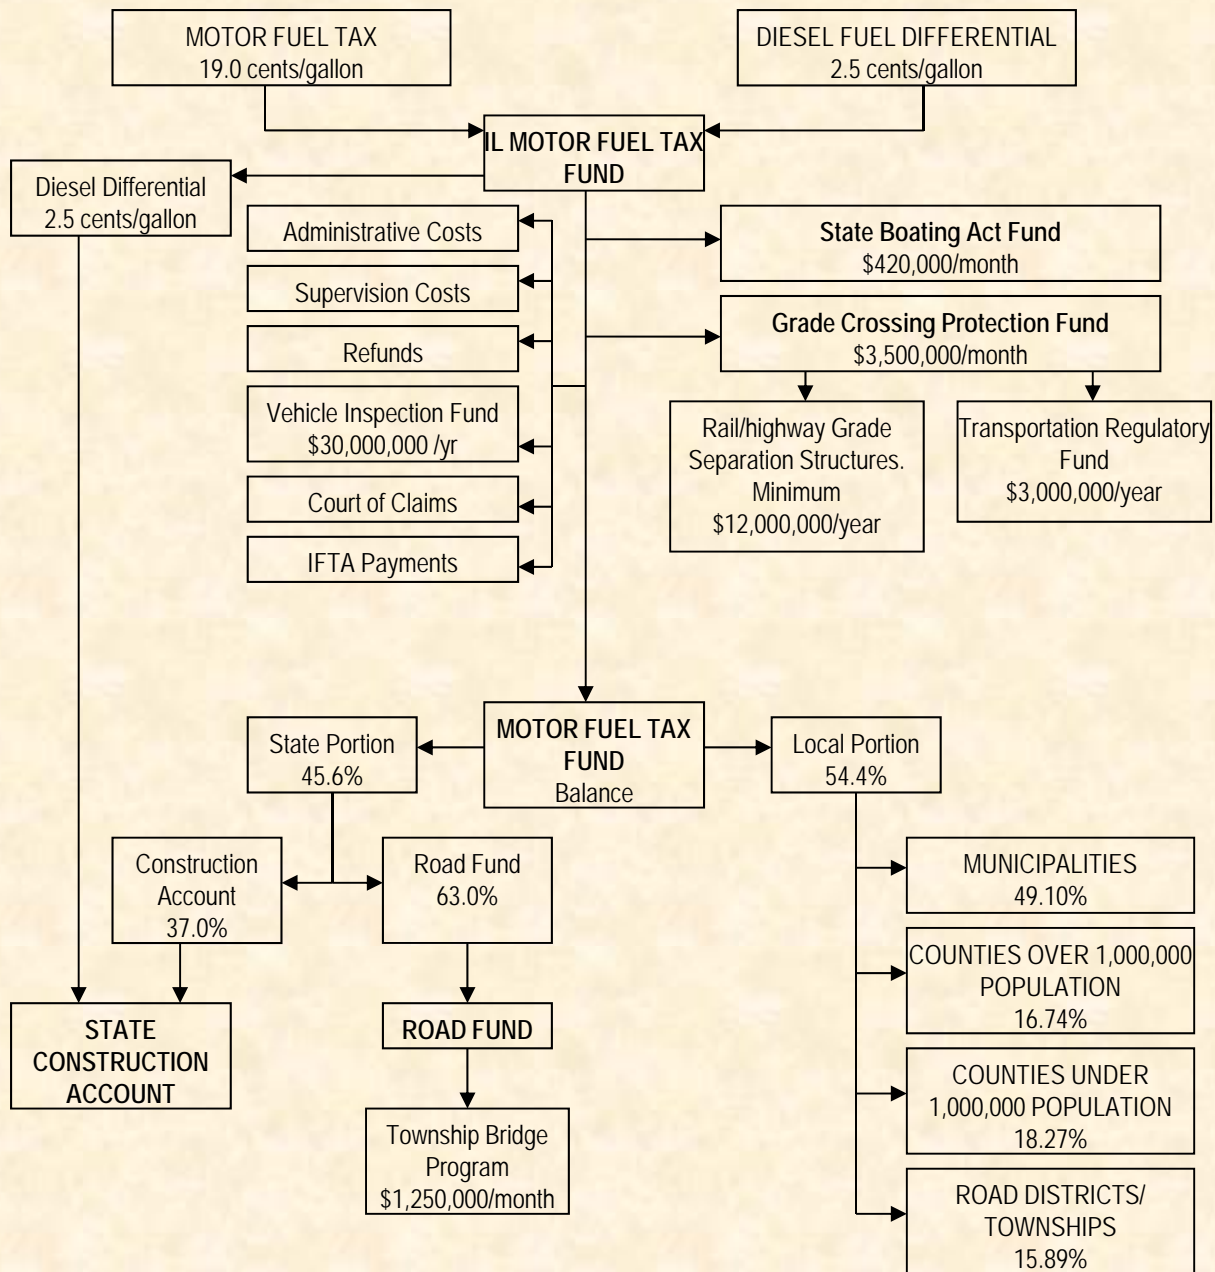 MOTOR FUEL TAX
19.0 cents/gallon
DIESEL FUEL DIFFERENTIAL
2.5 cents/gallon
IL MOTOR FUEL TAX
FUND
Diesel Differential
2.5 cents/gallon
Administrative Costs
Supervision Costs
Refunds
Vehicle Inspection Fund
$30,000,000 /yr
Court of Claims
IFTA Payments
State Boating Act Fund
$420,000/month
Grade Crossing Protection Fund
$3,500,000/month
Rail/highway Grade
Separation Structures.
Minimum
$12,000,000/year
Transportation Regulatory
Fund
$3,000,000/year
MOTOR FUEL TAX
FUND
Balance
State Portion
45.6%
Local Portion
54.4%
Construction
Account
37.0%
Road Fund
63.0%
STATE
CONSTRUCTION
ACCOUNT
ROAD FUND
Township Bridge
Program
$1,250,000/month
MUNICIPALITIES
49.10%
COUNTIES OVER 1,000,000
POPULATION
16.74%
COUNTIES UNDER
1,000,000 POPULATION
18.27%
ROAD DISTRICTS/
TOWNSHIPS
15.89%